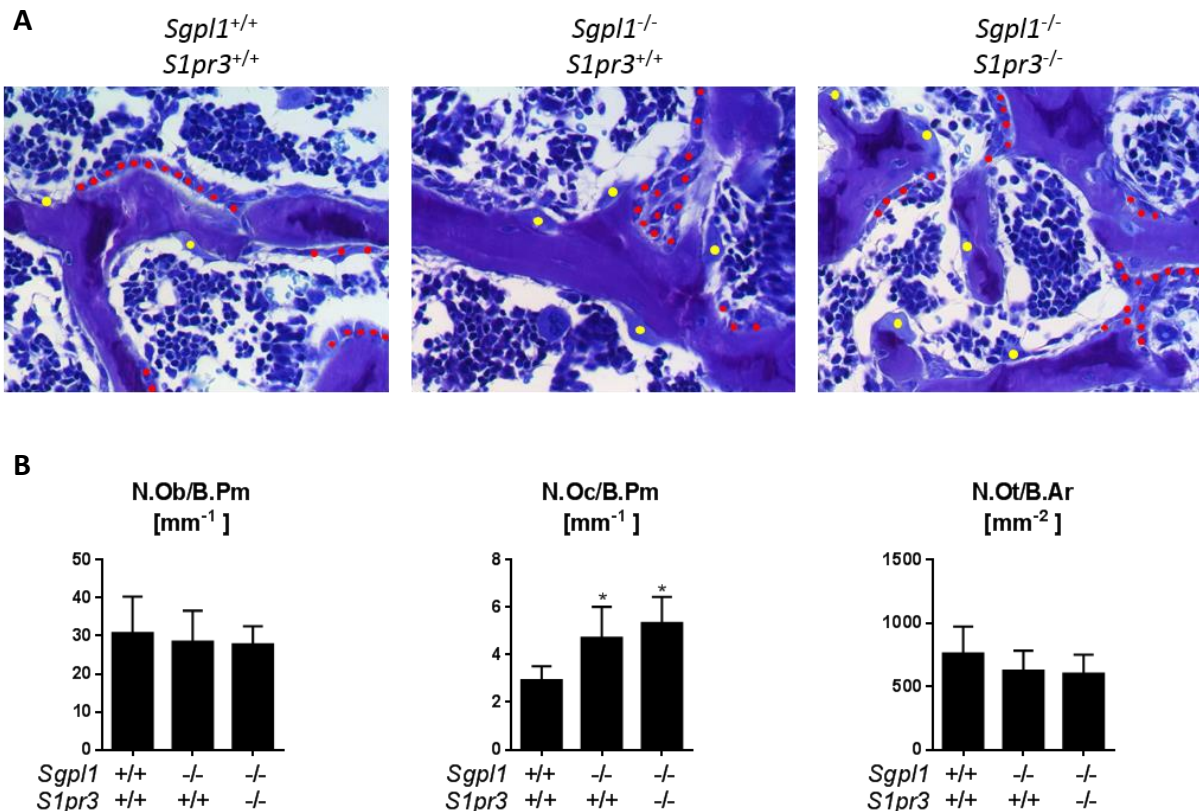 A
Sgpl1+/+ Sgpl1-/- Sgpl1-/-
S1pr3+/+ S1pr3+/+ S1pr3-/-
B
N.Ob/B.Pm
[mm-1 ]
50
40
30
20
10
0
Sgpl1 +/+ -/- -/-
S1pr3 +/+ +/+ -/-
N.Oc/B.Pm
[mm-1 ]
8
6
4
2
0
* *
Sgpl1 +/+ -/- -/-
S1pr3 +/+ +/+ -/-
N.Ot/B.Ar
[mm-2 ]
1500
1000
500
0
Sgpl1 +/+ -/- -/-
S1pr3 +/+ +/+ -/-